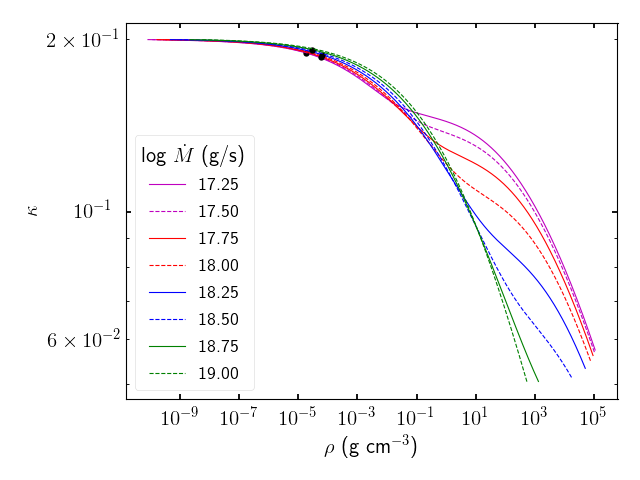 2 × 10⁻¹
10⁻¹
6 × 10⁻²
κ
log Ṁ (g/s)
17.25
17.50
17.75
18.00
18.25
18.50
18.75
19.00
10⁻⁹ 10⁻⁷ 10⁻⁵ 10⁻³ 10⁻¹ 10¹ 10³ 10⁵
ρ (g cm⁻³)